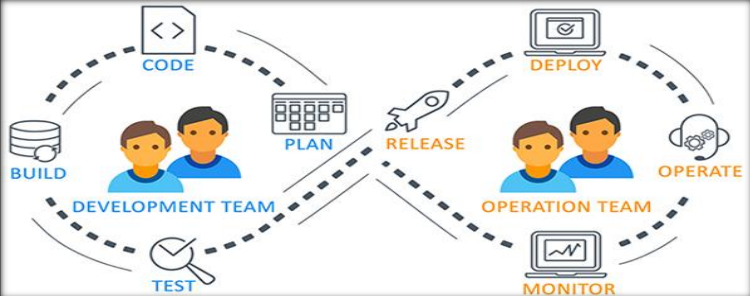 CODE
DEPLOY
PLAN
RELEASE
BUILD
OPERATE
DEVELOPMENT TEAM
OPERATION TEAM
TEST
MONITOR